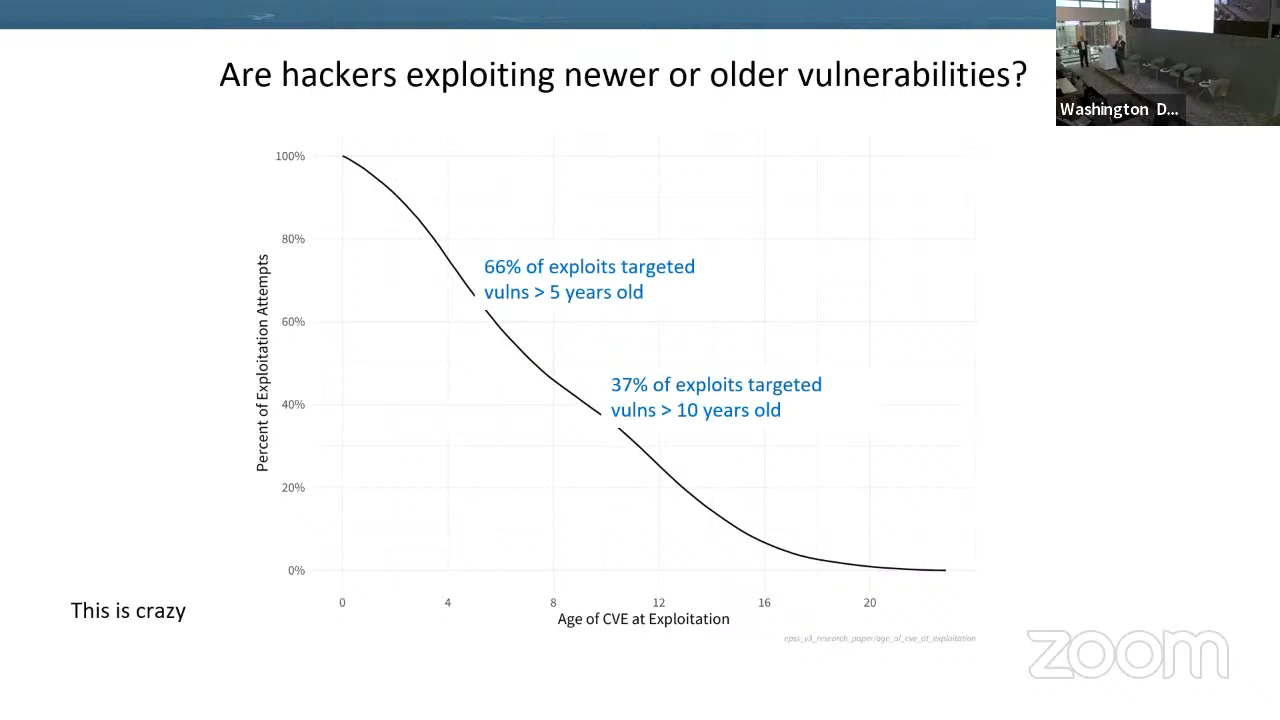 Are hackers exploiting newer or older vulnerabilities?
Washington D...
100%
80%
60%
40%
20%
0%
Percent of Exploitation Attempts
66% of exploits targeted
vulns > 5 years old
37% of exploits targeted
vulns > 10 years old
0 4 8 12 16 20
Age of CVE at Exploitation
This is crazy
epss_v3_research_paper/age_of_cve_at_exploitation
zoom